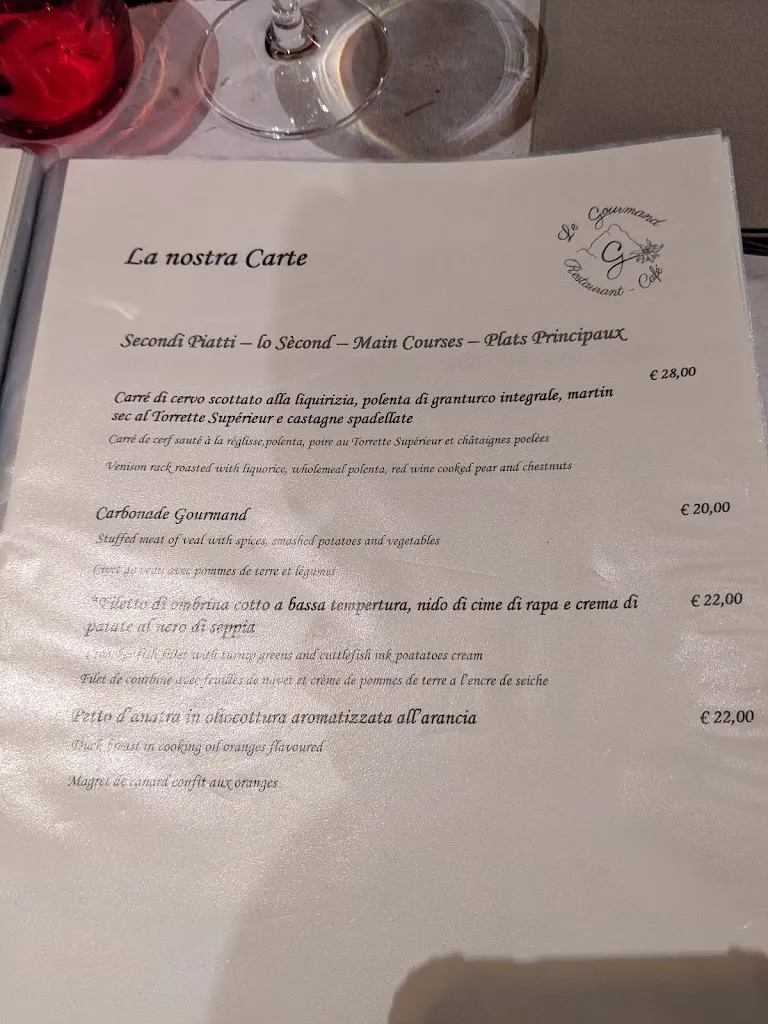 Le Gourmand
G
Restaurant - Café
La nostra Carte
Secondi Piatti – lo Sècond – Main Courses – Plats Principaux
€ 28,00
Carré di cervo scottato alla liquirizia, polenta di granturco integrale, martin
sec al Torrette Supérieur e castagne spadellate
Carré de cerf sauté à la réglisse,polenta, poire au Torrette Supérieur et châtaignes poelées
Venison rack roasted with liquorice, wholemeal polenta, red wine cooked pear and chestnuts
Carbonade Gourmand € 20,00
Stuffed meat of veal with spices, smashed potatoes and vegetables
Civet de veau avec pommes de terre et légumes
*Filetto di ombrina cotto a bassa tempertura, nido di cime di rapa e crema di € 22,00
patate al nero di seppia
fish fillet with turnip greens and cuttlefish ink poatatoes cream
Filet de courbine avec feuilles de navet et crème de pommes de terre a l'encre de seiche
Petto d'anatra in oliocottura aromatizzata all'arancia € 22,00
Duck breast in cooking oil oranges flavoured
Magret de canard confit aux oranges